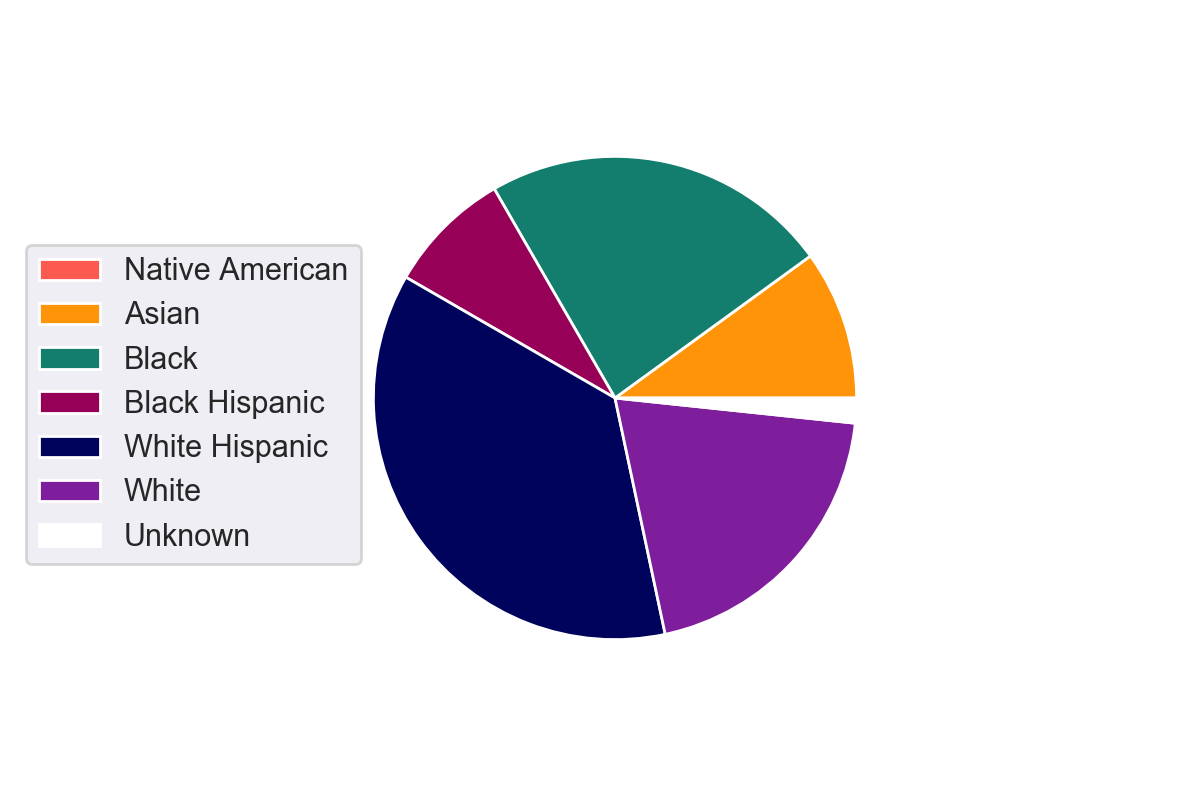 Native American
Asian
Black
Black Hispanic
White Hispanic
White
Unknown